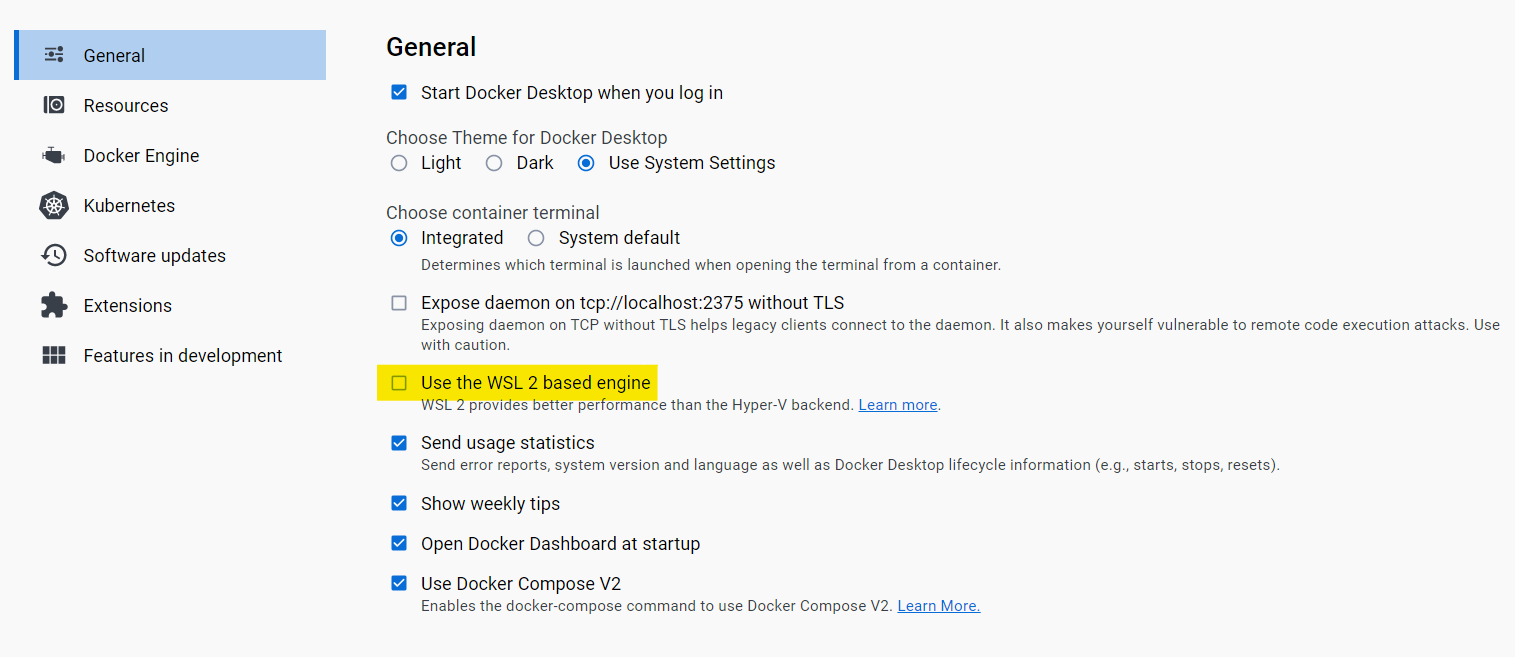 General
Resources
Docker Engine
Kubernetes
Software updates
Extensions
Features in development
General
Start Docker Desktop when you log in
Choose Theme for Docker Desktop
Light Dark Use System Settings
Choose container terminal
Integrated System default
Determines which terminal is launched when opening the terminal from a container.
Expose daemon on tcp://localhost:2375 without TLS
Exposing daemon on TCP without TLS helps legacy clients connect to the daemon. It also makes yourself vulnerable to remote code execution attacks. Use
with caution.
Use the WSL 2 based engine
WSL 2 provides better performance than the Hyper-V backend. Learn more.
Send usage statistics
Send error reports, system version and language as well as Docker Desktop lifecycle information (e.g., starts, stops, resets).
Show weekly tips
Open Docker Dashboard at startup
Use Docker Compose V2
Enables the docker-compose command to use Docker Compose V2. Learn More.